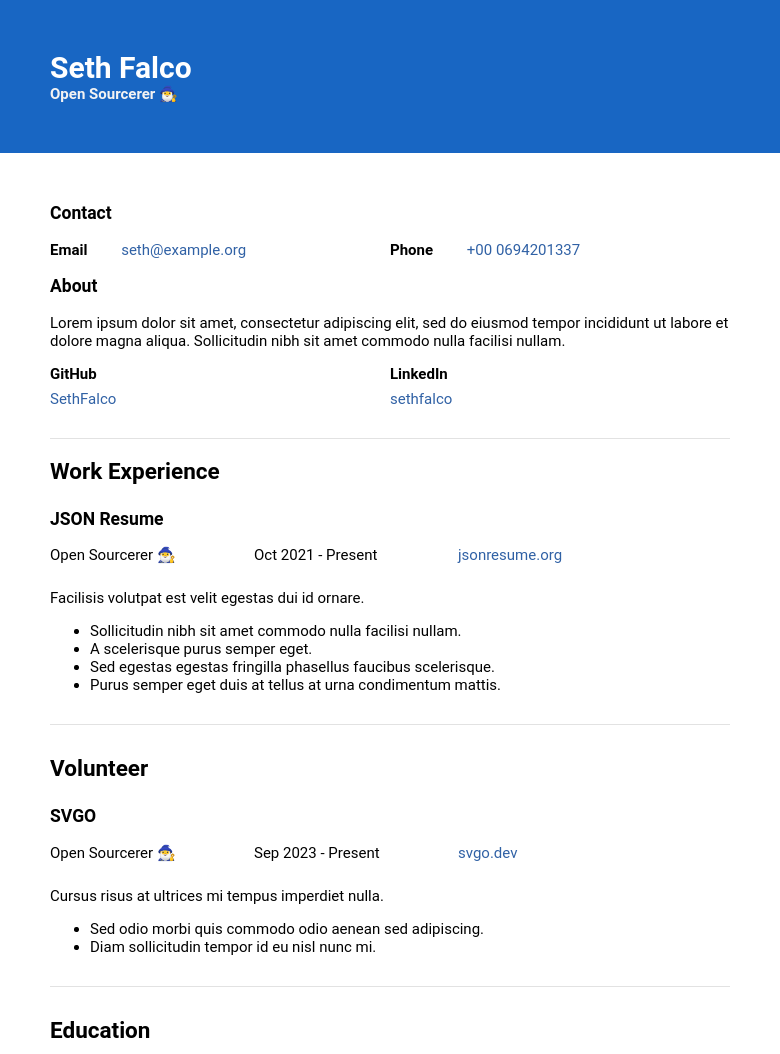 Seth Falco
Open Sourcerer 🧙‍♂️
Contact
Email seth@example.org Phone +00 0694201337
About
Lorem ipsum dolor sit amet, consectetur adipiscing elit, sed do eiusmod tempor incididunt ut labore et
dolore magna aliqua. Sollicitudin nibh sit amet commodo nulla facilisi nullam.
GitHub LinkedIn
SethFalco sethfalco
Work Experience
JSON Resume
Open Sourcerer 🧙‍♂️ Oct 2021 - Present jsonresume.org
Facilisis volutpat est velit egestas dui id ornare.
• Sollicitudin nibh sit amet commodo nulla facilisi nullam.
• A scelerisque purus semper eget.
• Sed egestas egestas fringilla phasellus faucibus scelerisque.
• Purus semper eget duis at tellus at urna condimentum mattis.
Volunteer
SVGO
Open Sourcerer 🧙‍♂️ Sep 2023 - Present svgo.dev
Cursus risus at ultrices mi tempus imperdiet nulla.
• Sed odio morbi quis commodo odio aenean sed adipiscing.
• Diam sollicitudin tempor id eu nisl nunc mi.
Education